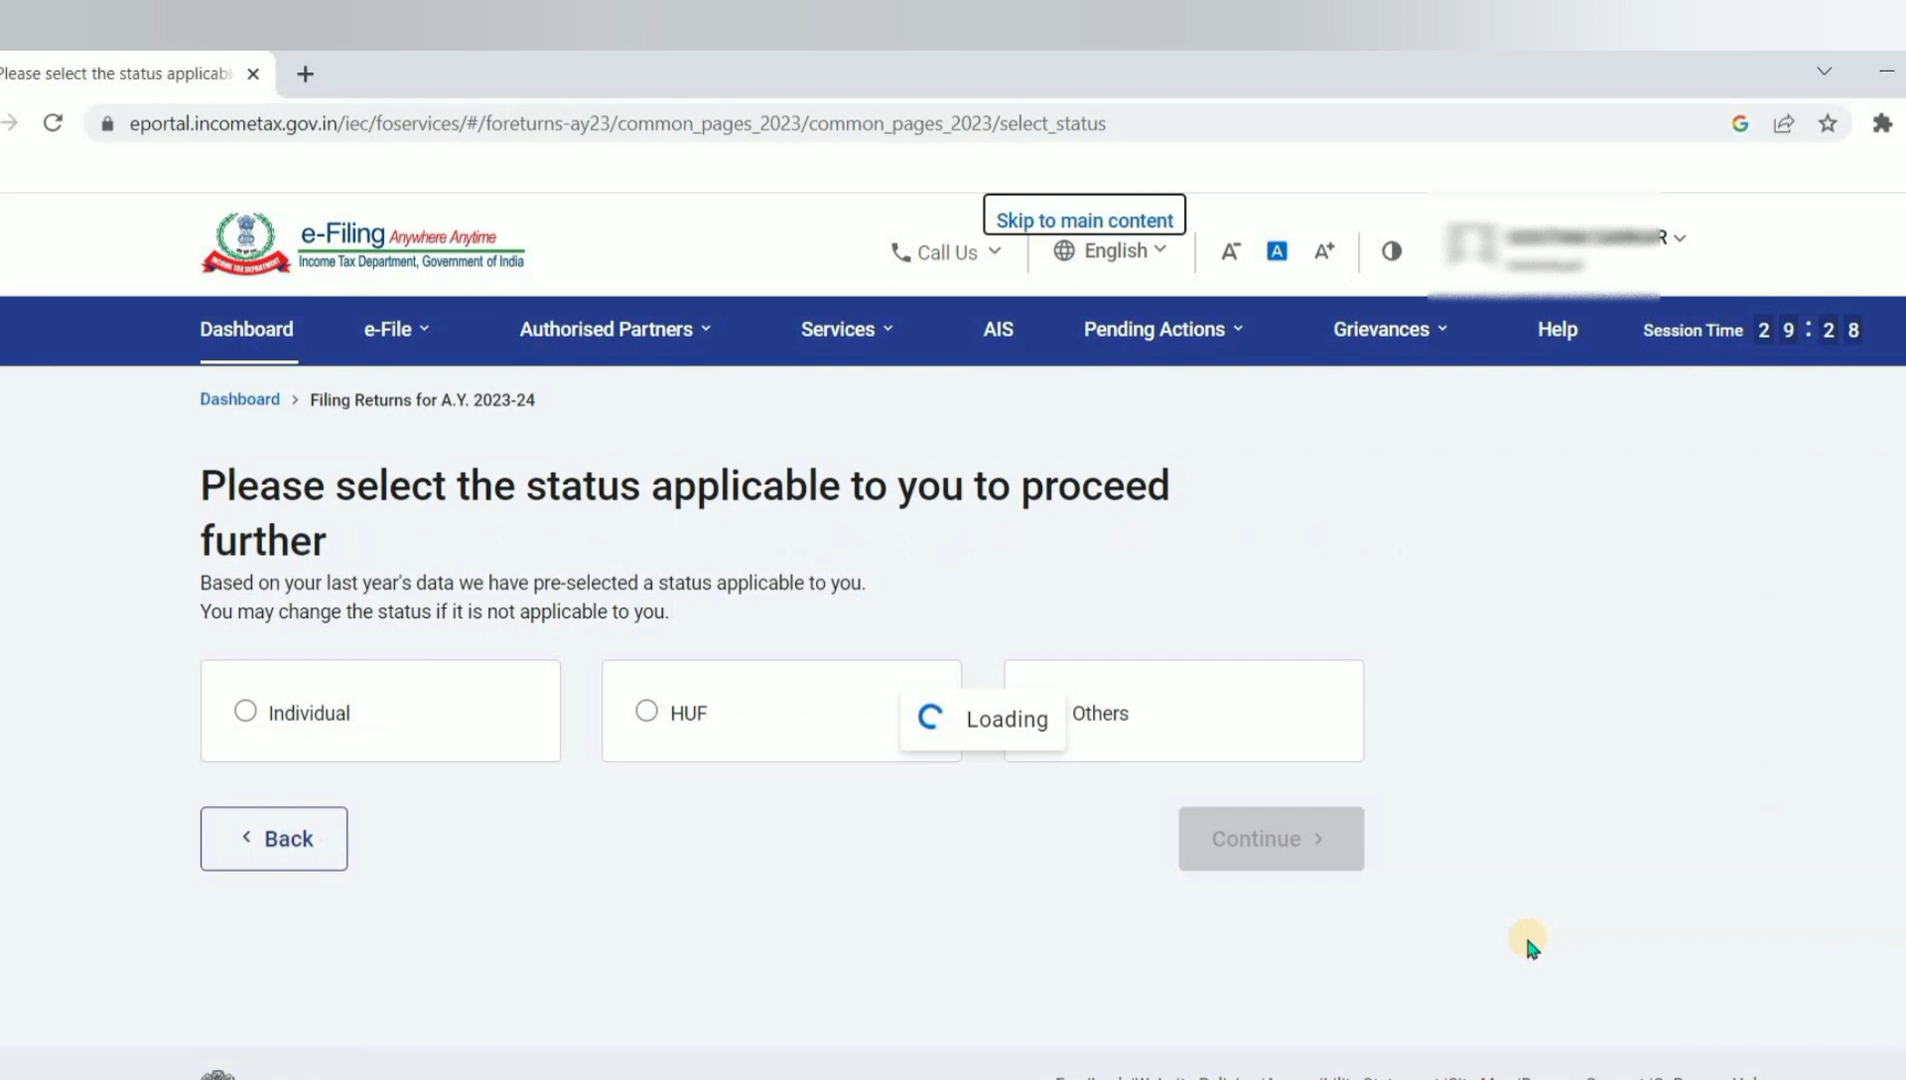 Please select the status applicabl
eportal.incometax.gov.in/iec/foservices/#/foreturns-ay23/common_pages_2023/common_pages_2023/select_status
Skip to main content
e-Filing Anywhere Anytime
Income Tax Department, Government of India
INCOME TAX DEPARTMENT
Call Us
English
A-
A
A+
R
Dashboard
e-File
Authorised Partners
Services
AIS
Pending Actions
Grievances
Help
Session Time 29:28
Dashboard > Filing Returns for A.Y. 2023-24
Please select the status applicable to you to proceed
further
Based on your last year's data we have pre-selected a status applicable to you.
You may change the status if it is not applicable to you.
Individual
HUF
Loading
Others
< Back
Continue >